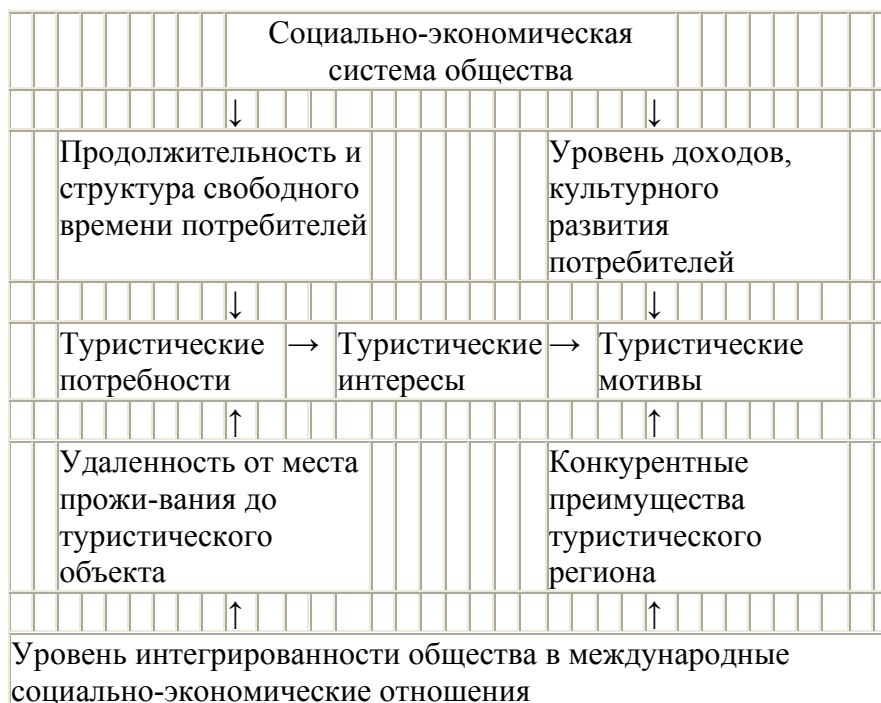 Социально-экономическая
система общества
↓ ↓
Продолжительность и
структура свободного
времени потребителей
Уровень доходов,
культурного
развития
потребителей
↓ ↓
Туристические
потребности
→
Туристические
интересы
→
Туристические
мотивы
↑ ↑
Удаленность от места
прожи-вания до
туристического
объекта
Конкурентные
преимущества
туристического
региона
↑ ↑
Уровень интегрированности общества в международные
социально-экономические отношения